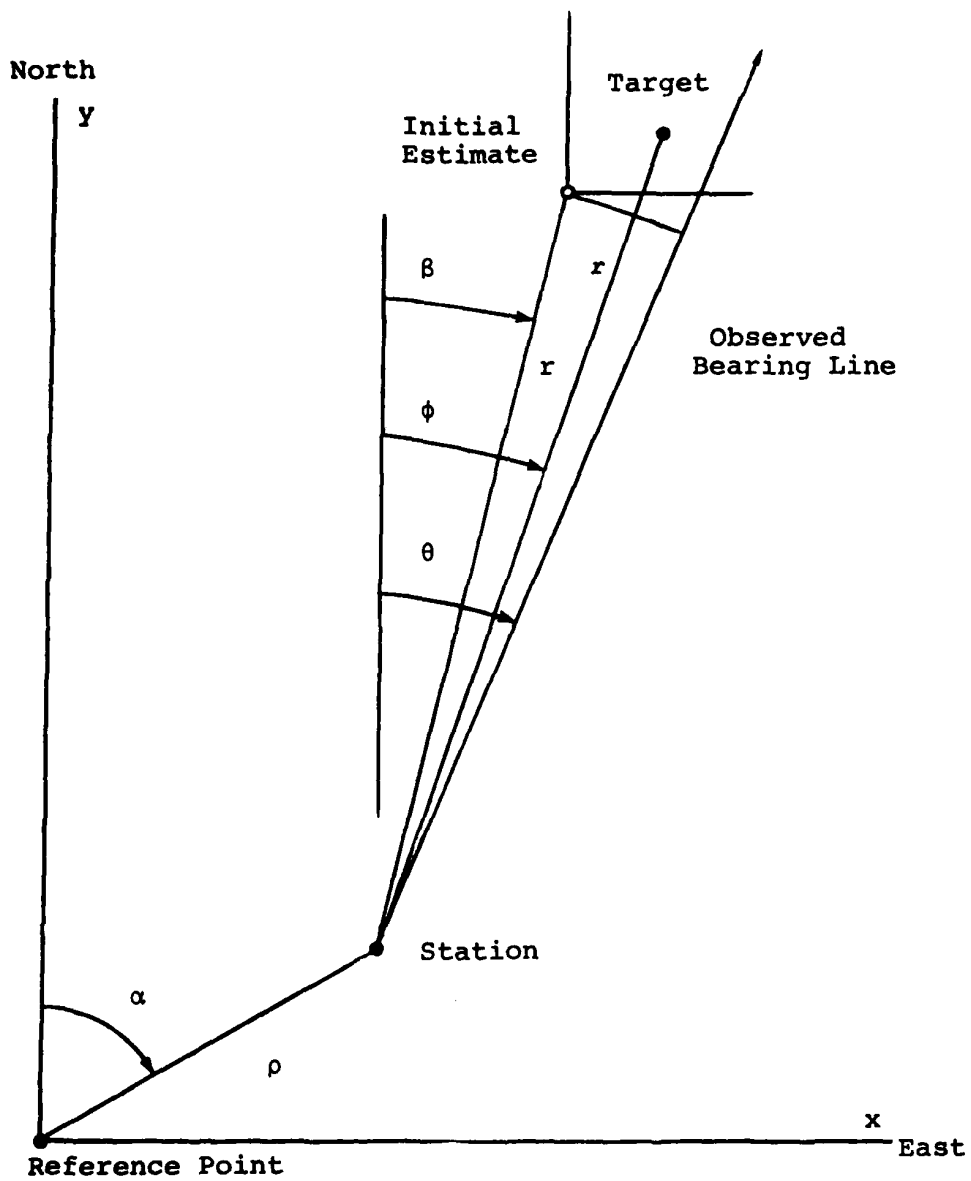 North
y
Target
Initial
Estimate
β
r
Observed
Bearing Line
r
ϕ
θ
Station
α
ρ
x
East
Reference Point